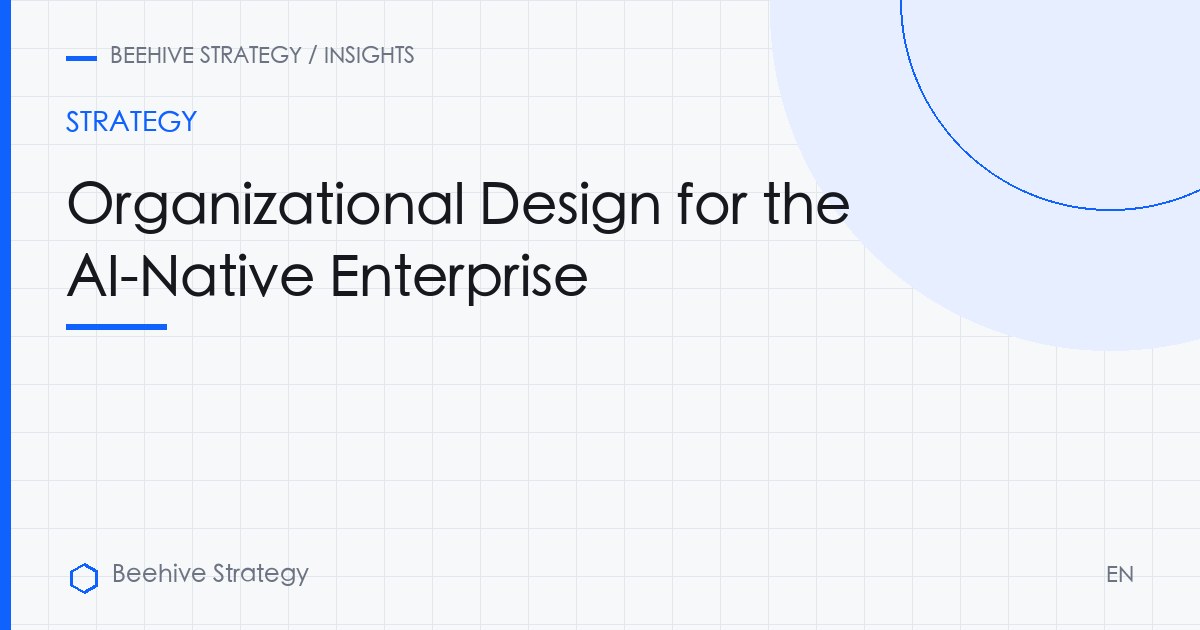 BEEHIVE STRATEGY / INSIGHTS
STRATEGY
Organizational Design for the
AI-Native Enterprise
Beehive Strategy
EN